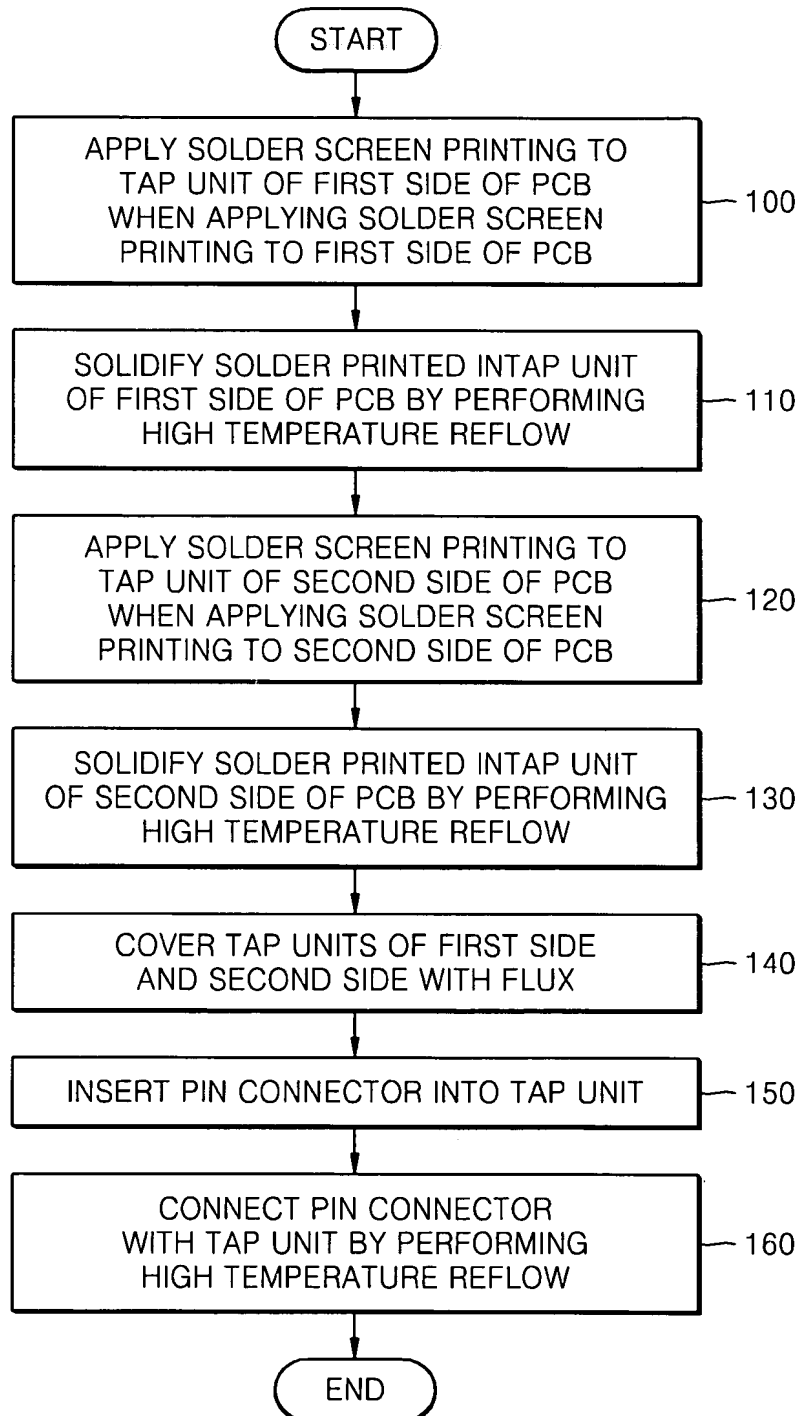 START
APPLY SOLDER SCREEN PRINTING TO
TAP UNIT OF FIRST SIDE OF PCB
WHEN APPLYING SOLDER SCREEN
PRINTING TO FIRST SIDE OF PCB
100
SOLIDIFY SOLDER PRINTED INTAP UNIT
OF FIRST SIDE OF PCB BY PERFORMING
HIGH TEMPERATURE REFLOW
110
APPLY SOLDER SCREEN PRINTING TO
TAP UNIT OF SECOND SIDE OF PCB
WHEN APPLYING SOLDER SCREEN
PRINTING TO SECOND SIDE OF PCB
120
SOLIDIFY SOLDER PRINTED INTAP UNIT
OF SECOND SIDE OF PCB BY PERFORMING
HIGH TEMPERATURE REFLOW
130
COVER TAP UNITS OF FIRST SIDE
AND SECOND SIDE WITH FLUX
140
INSERT PIN CONNECTOR INTO TAP UNIT
150
CONNECT PIN CONNECTOR
WITH TAP UNIT BY PERFORMING
HIGH TEMPERATURE REFLOW
160
END